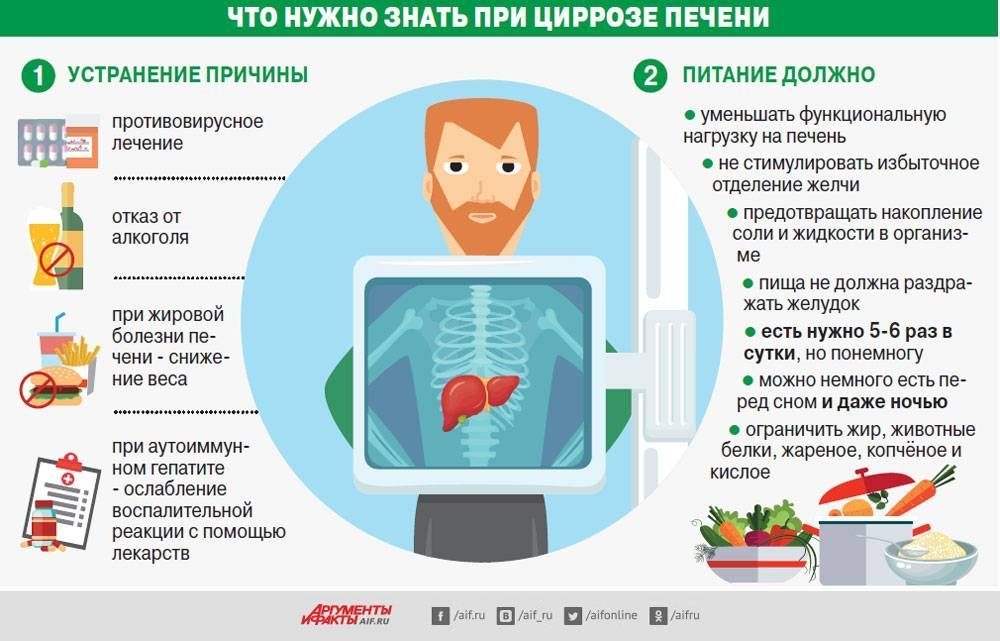 ЧТО НУЖНО ЗНАТЬ ПРИ ЦИРРОЗЕ ПЕЧЕНИ
1 УСТРАНЕНИЕ ПРИЧИНЫ
противовирусное
лечение
отказ от
алкоголя
при жировой
болезни пе-
чени - сниже-
ние веса
при аутоиммун-
ном гепатите
- ослабление
воспалительной
реакции с помощью
лекарств
2 ПИТАНИЕ ДОЛЖНО
• уменьшать функциональную
нагрузку на печень
• не стимулировать избыточное
отделение желчи
• предотвращать накопление
соли и жидкости в организ-
ме
• пища не должна раздра-
жать желудок
• есть нужно 5-6 раз в
сутки, но понемногу
• можно немного есть пе-
ред сном и даже ночью
• ограничить жир, животные
белки, жареное, копчёное и
кислое
АРГУМЕНТЫ
И ФАКТЫ AIF.RU
f /aif.ru B /aif_ru /aifonline /aifru